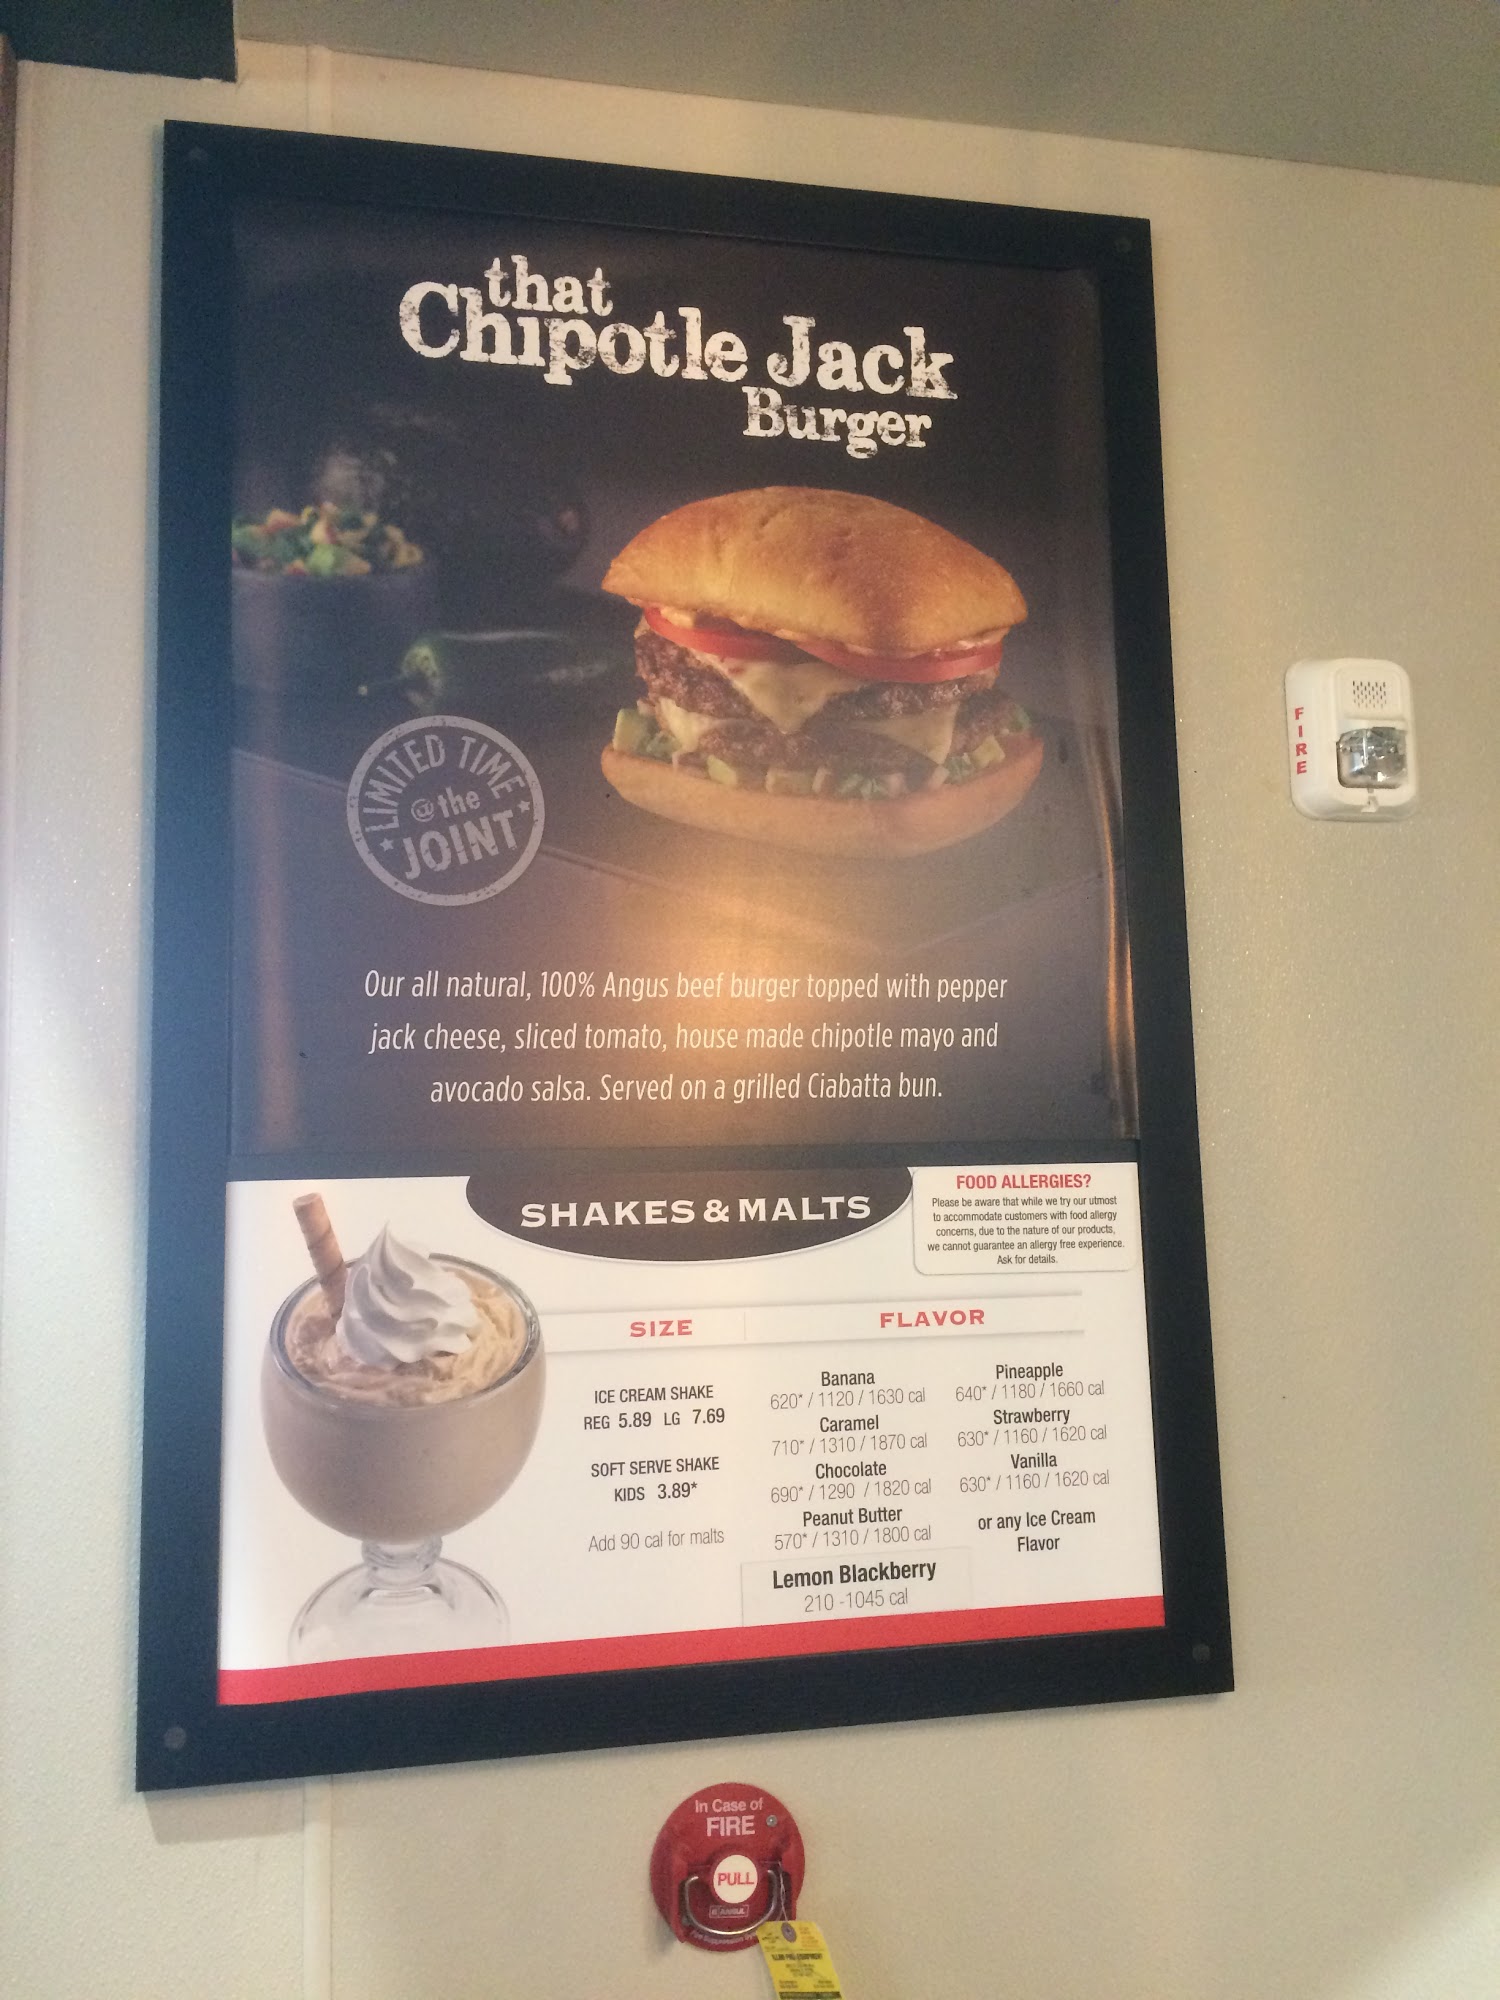 that
Chipotle Jack
Burger
LIMITED TIME
@ the
JOINT
Our all natural, 100% Angus beef burger topped with pepper
jack cheese, sliced tomato, house made chipotle mayo and
avocado salsa. Served on a grilled Ciabatta bun.
SHAKES & MALTS
FOOD ALLERGIES?
Please be aware that while we try our utmost
to accommodate customers with food allergy
concerns, due to the nature of our products,
we cannot guarantee an allergy free experience.
Ask for details.
SIZE
ICE CREAM SHAKE
REG 5.89 LG 7.69
SOFT SERVE SHAKE
KIDS 3.89*
Add 90 cal for malts
FLAVOR
Banana
620* / 1120 / 1630 cal
Caramel
710* / 1310 / 1870 cal
Chocolate
690* / 1290 / 1820 cal
Peanut Butter
570* / 1310 / 1800 cal
Lemon Blackberry
210 -1045 cal
Pineapple
640* / 1180 / 1660 cal
Strawberry
630* / 1160 / 1620 cal
Vanilla
630* / 1160 / 1620 cal
or any Ice Cream
Flavor
FIRE
In Case of
FIRE
PULL
ANSUL